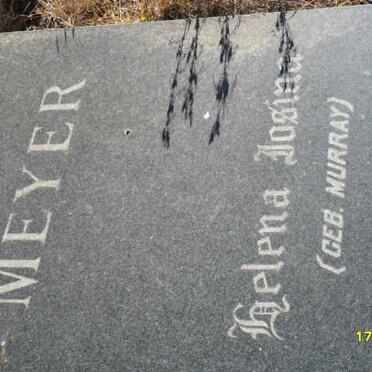 MEYER
Helena Josina
(GEB. MURRAY)
17